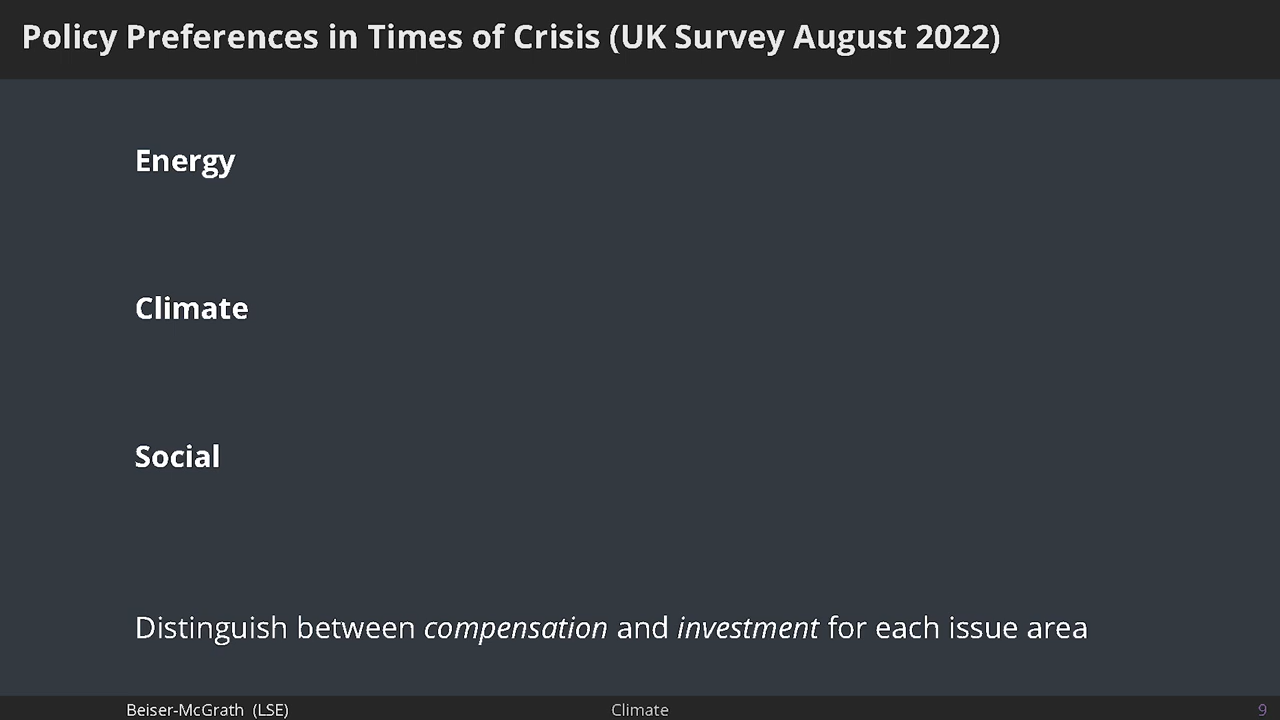 Policy Preferences in Times of Crisis (UK Survey August 2022)
Energy
Climate
Social
Distinguish between compensation and investment for each issue area
Beiser-McGrath (LSE)
Climate
9